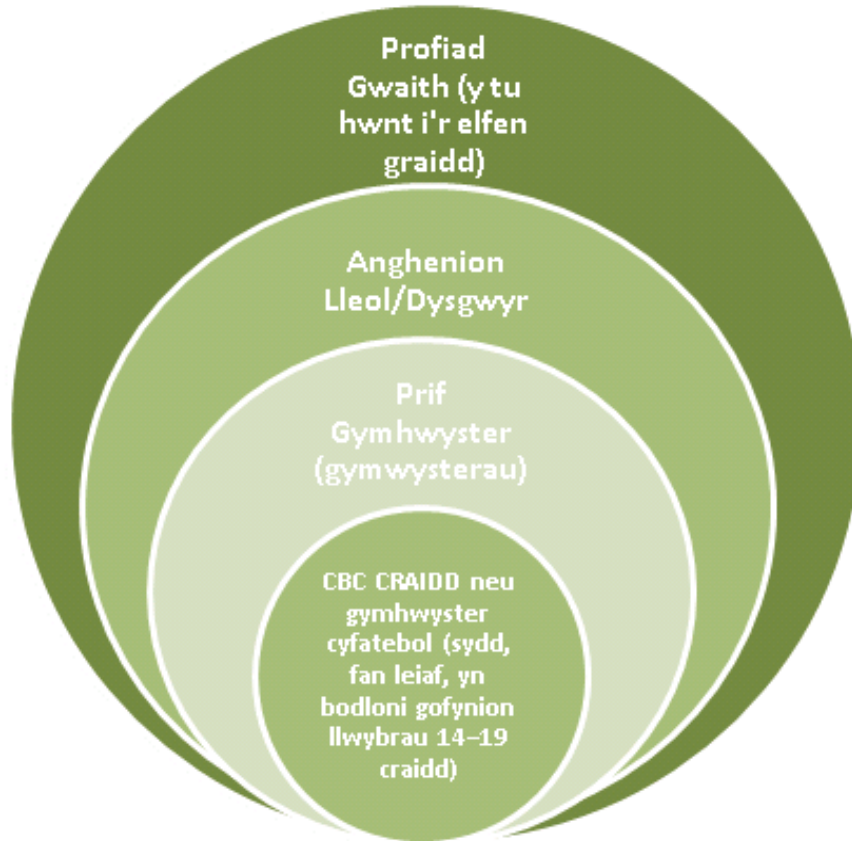 Profiad
Gwaith (y tu
hwnt i'r elfen
graidd)
Anghenion
Lleol/Dysgwyr
Prif
Gymhwyster
(gymwysterau)
CBC CRAIDD neu
gymhwyster
cyfatebol (sydd,
fan leiaf, yn
bodloni gofynion
llwybrau 14–19
craidd)